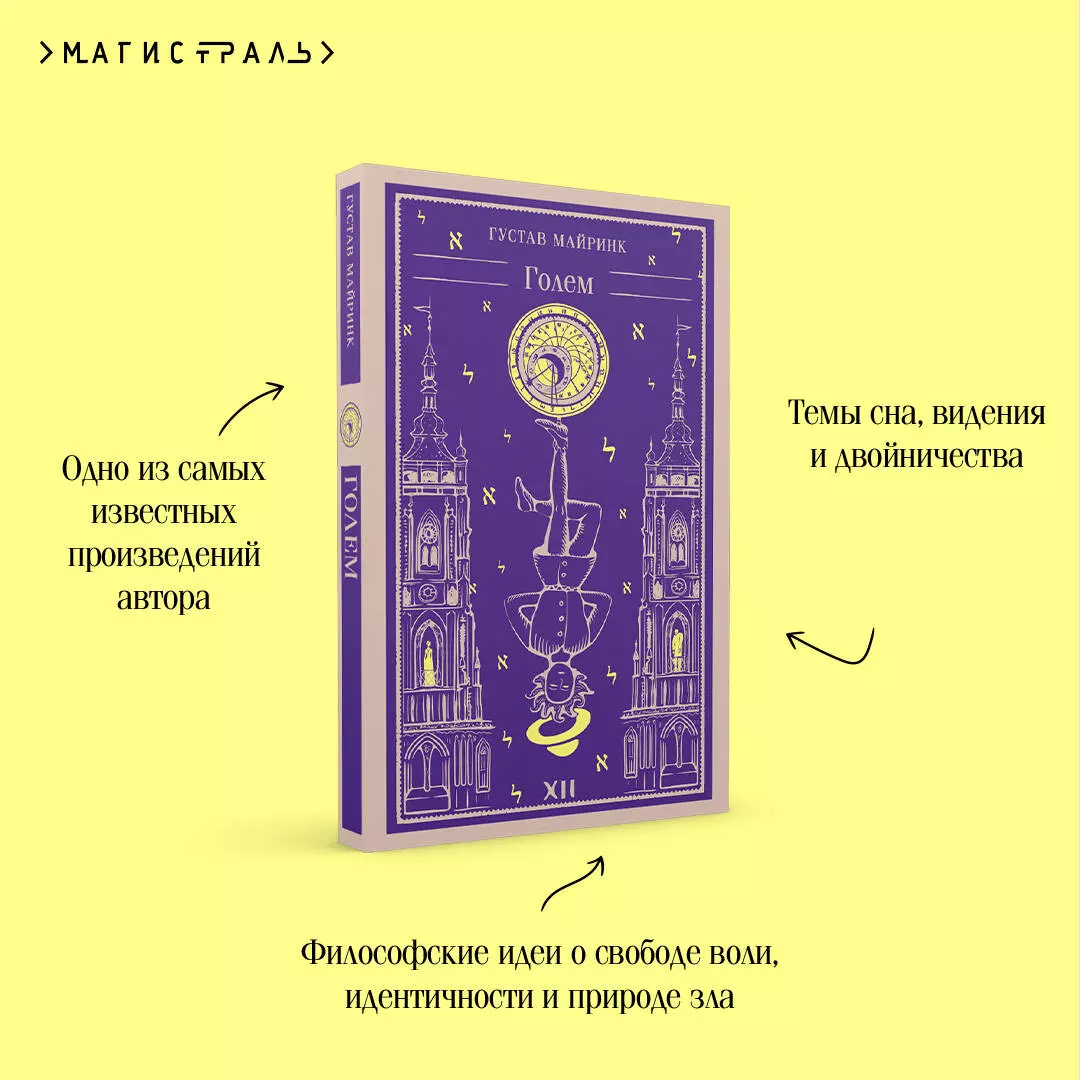 >МАГИСТРАЛЬ>
ГУСТАВ МАЙРИНК
Голем
XII
ГУСТАВ МАЙРИНК
ГОЛЕМ
Одно из самых
известных
произведений
автора
Темы сна, видения
и двойничества
Философские идеи о свободе воли,
идентичности и природе зла